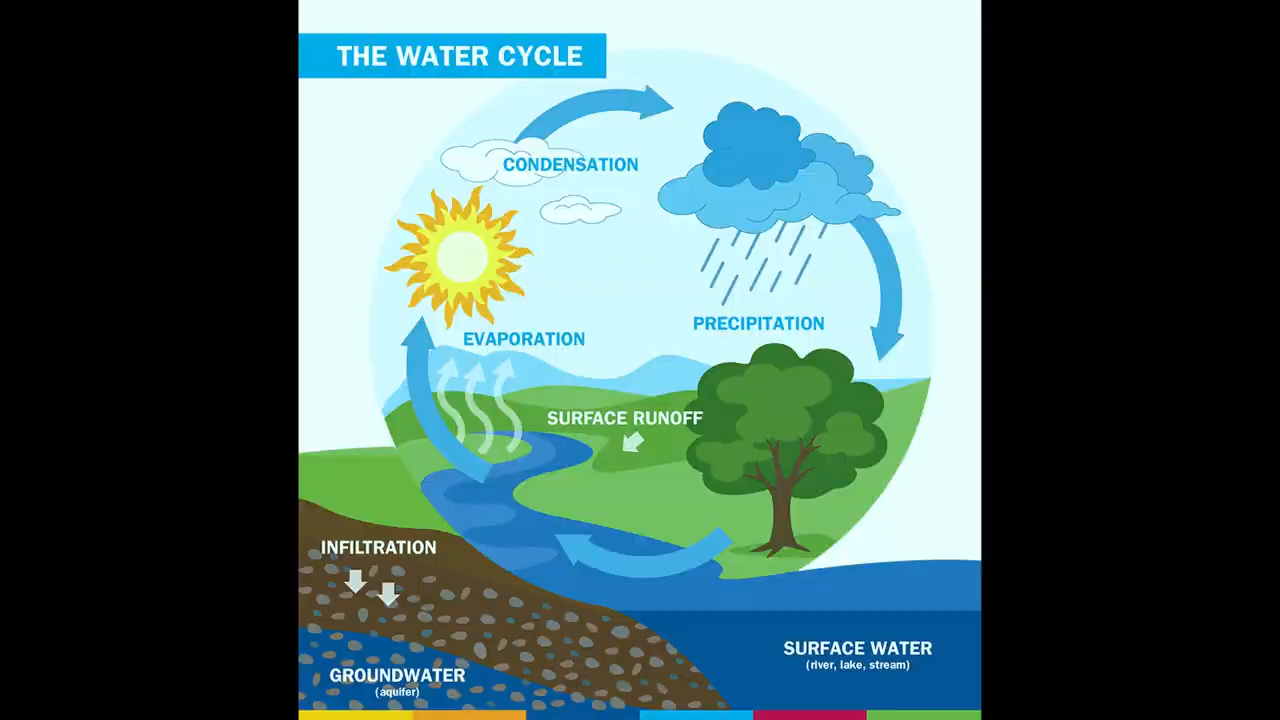 THE WATER CYCLE
CONDENSATION
PRECIPITATION
EVAPORATION
SURFACE RUNOFF
INFILTRATION
SURFACE WATER
(river, lake, stream)
GROUNDWATER
(aquifer)